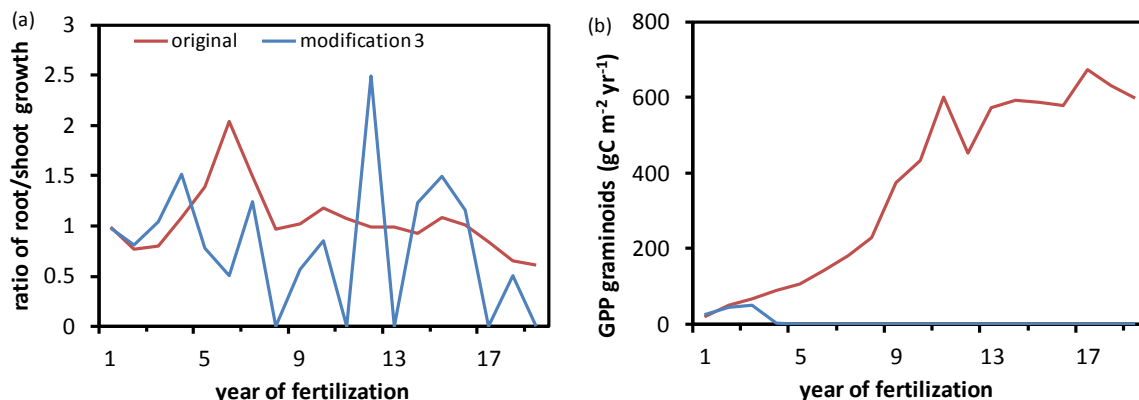 (a)
ratio of root/shoot growth
3
2.5
2
1.5
1
0.5
0
original
modification 3
1 5 9 13 17
year of fertilization
(b)
GPP graminoids (gC m⁻² yr⁻¹)
800
600
400
200
0
1 5 9 13 17
year of fertilization